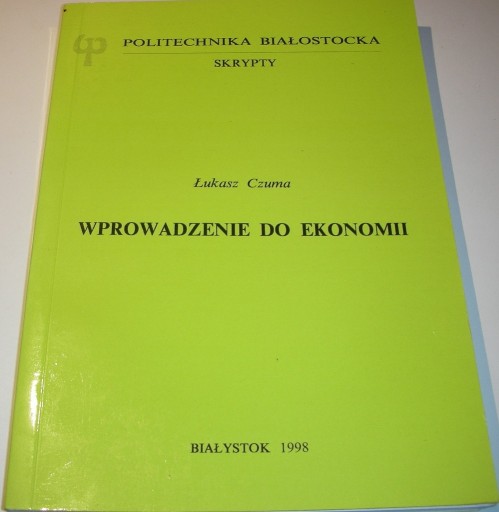 POLITECHNIKA BIAŁOSTOCKA
SKRYPTY
Łukasz Czuma
WPROWADZENIE DO EKONOMII
BIAŁYSTOK 1998